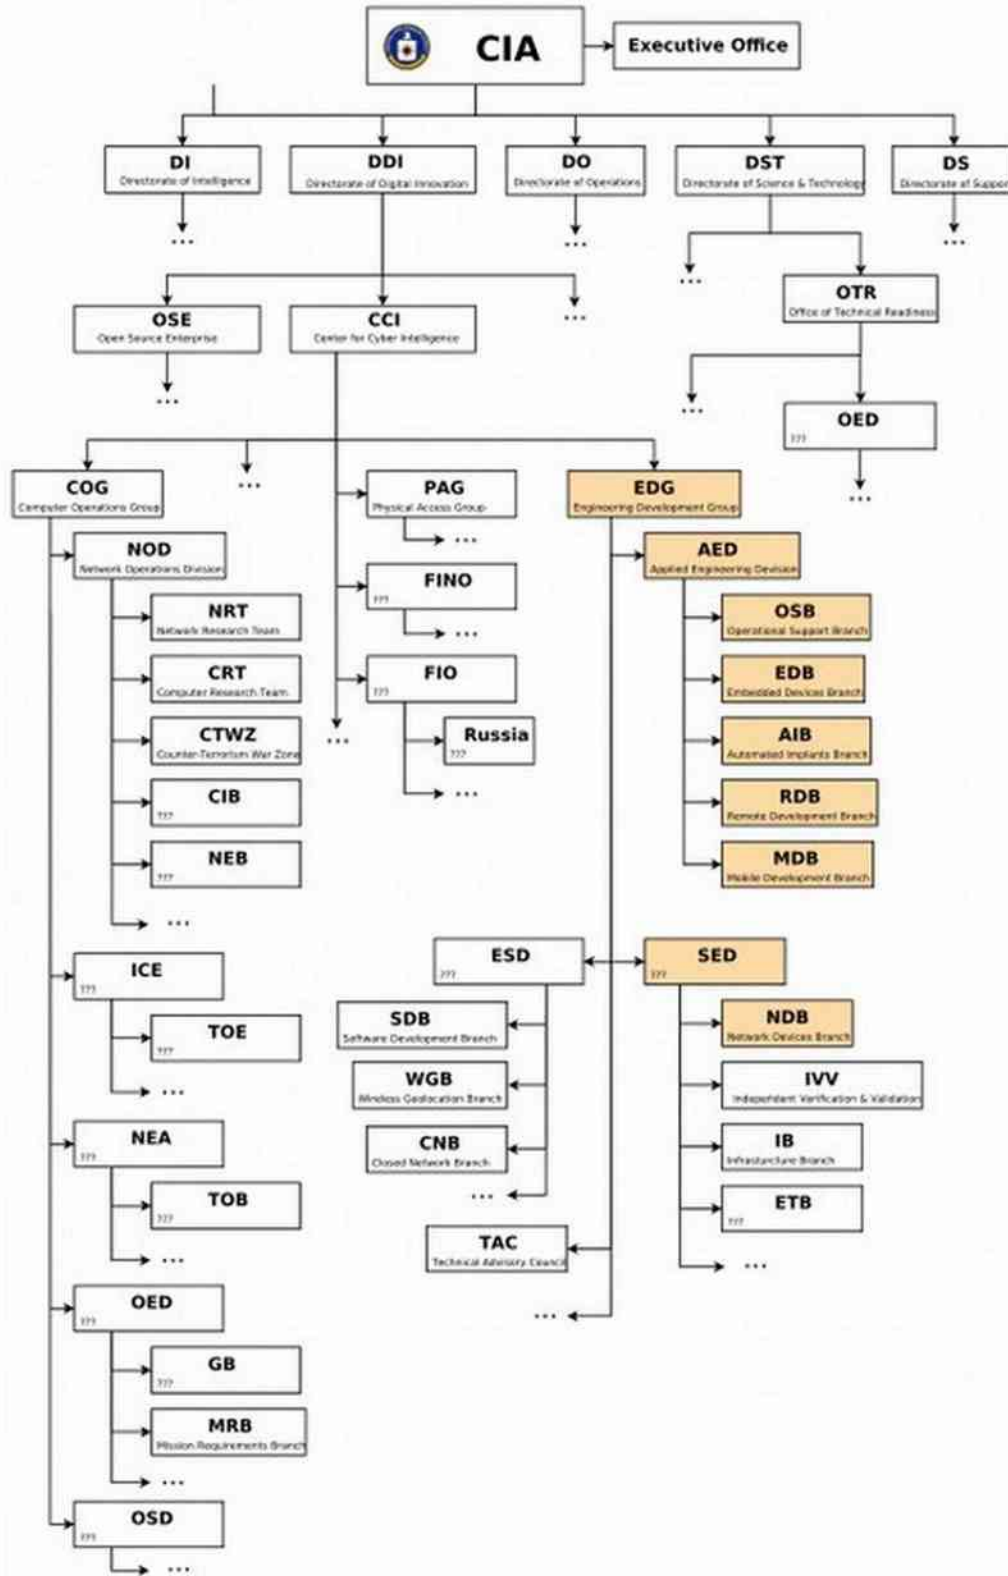 CIA
Executive Office
DI
Directorate of Intelligence
DDI
Directorate of Digital Innovation
DO
Directorate of Operations
DST
Directorate of Science & Technology
DS
Directorate of Suppor
...
...
...
...
OTR
Office of Technical Readiness
OSE
Open Source Enterprise
CCI
Center for Cyber Intelligence
...
...
...
OED
???
...
COG
Computer Operations Group
...
PAG
Physical Access Group
...
EDG
Engineering Development Group
NOD
Network Operations Division
AED
Applied Engineering Devision
FINO
???
...
NRT
Network Research Team
OSB
Operational Support Branch
CRT
Computer Research Team
FIO
???
EDB
Embedded Devices Branch
CTWZ
Counter-Terrorism War Zone
...
Russia
???
AIB
Automated Implants Branch
CIB
???
...
RDB
Remote Development Branch
NEB
???
MDB
Mobile Development Branch
...
ICE
???
ESD
???
SED
???
TOE
???
SDB
Software Development Branch
NDB
Network Devices Branch
...
WGB
Wireless Geolocation Branch
IVV
Independent Verification & Validation
NEA
???
CNB
Closed Network Branch
IB
Infrasturcture Branch
TOB
???
...
ETB
???
...
TAC
Technical Advisory Council
...
OED
???
...
GB
???
MRB
Mission Requirements Branch
...
OSD
???
...